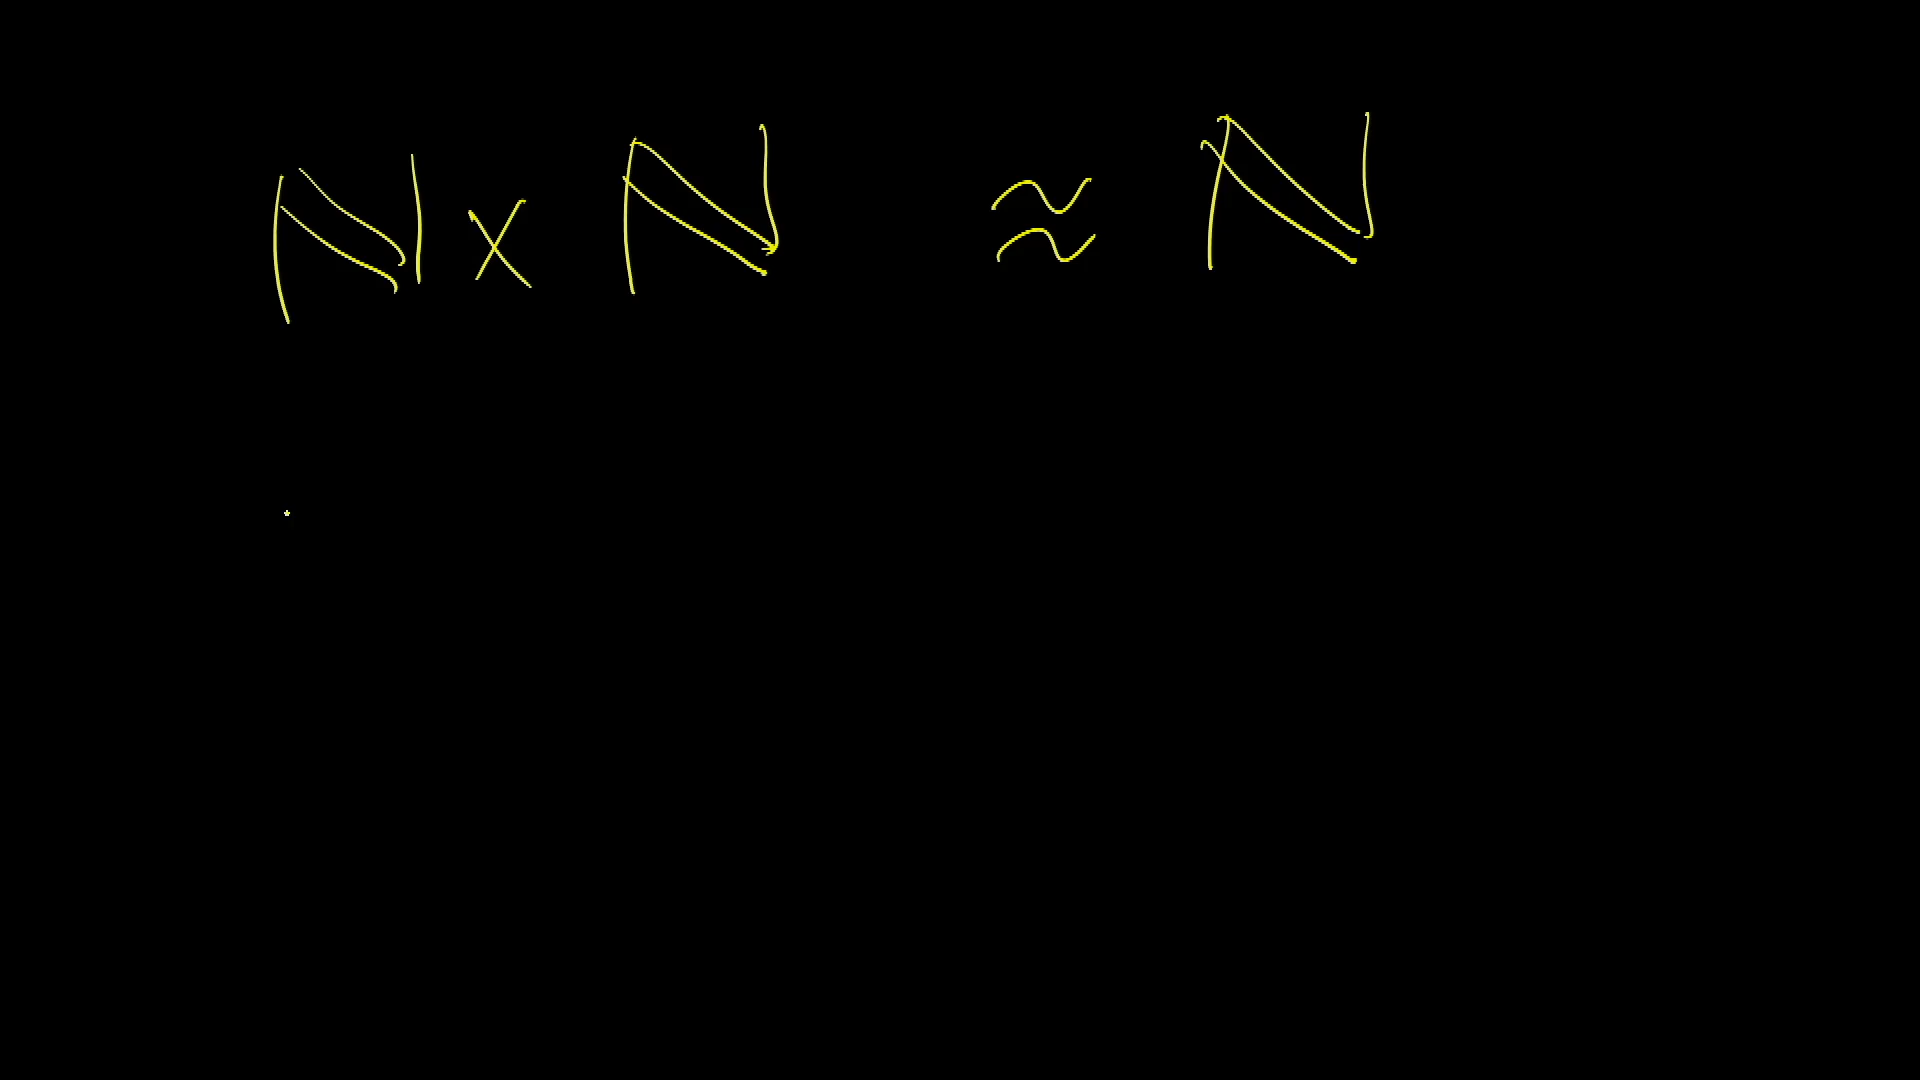 ℕ × ℕ ≈ ℕ